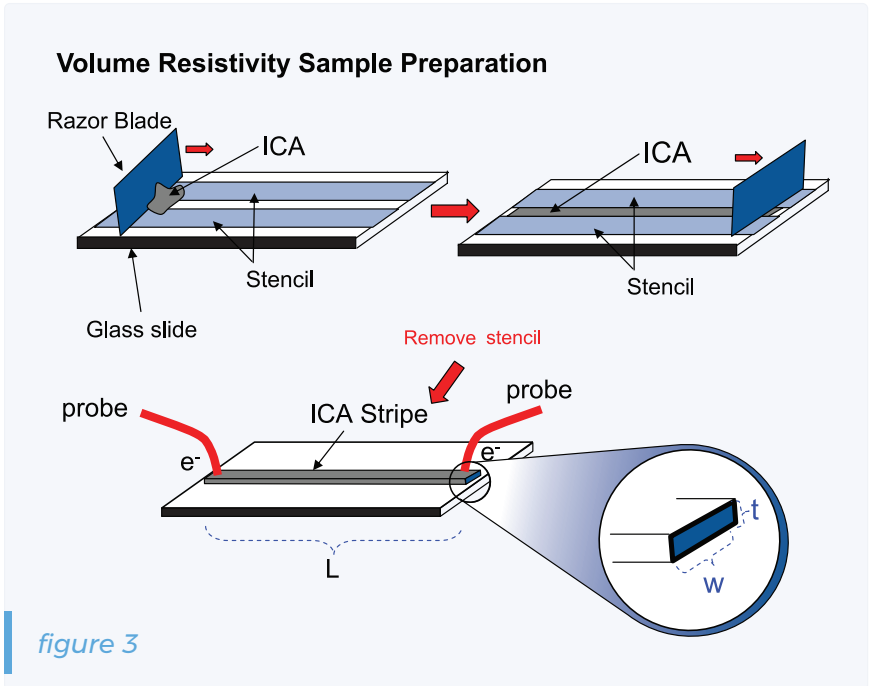 Volume Resistivity Sample Preparation
Razor Blade
ICA
ICA
Stencil
Stencil
Glass slide
Remove stencil
probe
probe
ICA Stripe
e-
e-
L
t
w
figure 3